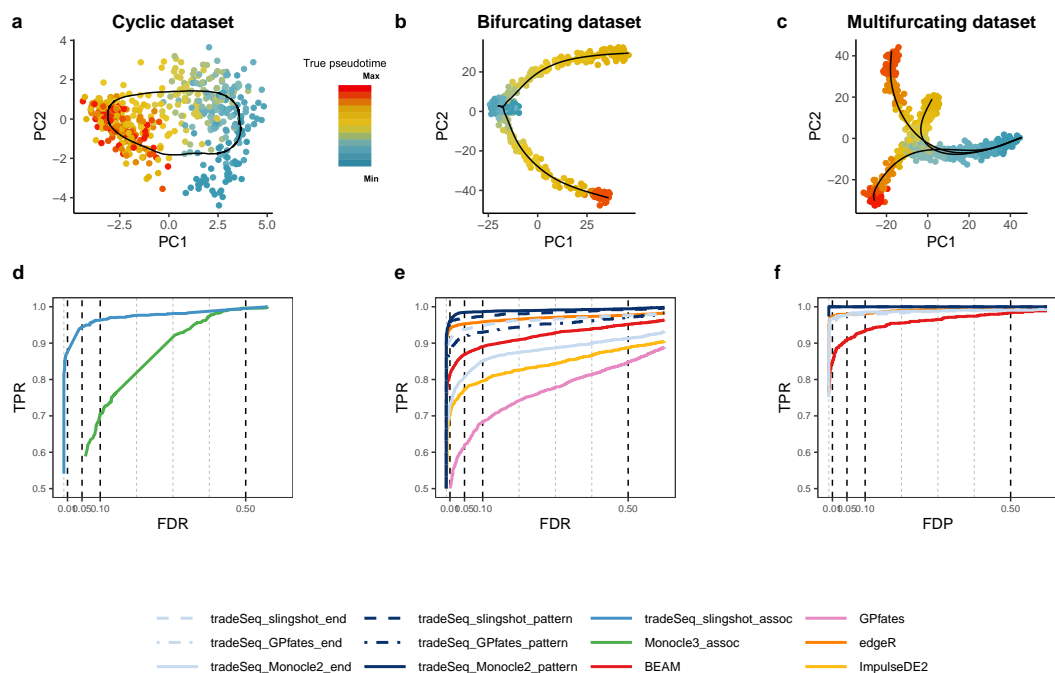 a Cyclic dataset
b Bifurcating dataset
c Multifurcating dataset
True pseudotime
Max
Min
4
2
0
−2
−4
PC2
−2.5 0.0 2.5 5.0
PC1
20
0
−20
−40
PC2
−25 0 25
PC1
40
20
0
−20
PC2
−20 0 20 40
PC1
d
1.0
0.9
0.8
0.7
0.6
0.5
TPR
0.01 0.05 0.10 0.50
FDR
e
1.0
0.9
0.8
0.7
0.6
0.5
TPR
0.01 0.05 0.10 0.50
FDR
f
1.0
0.9
0.8
0.7
0.6
0.5
TPR
0.01 0.05 0.10 0.50
FDP
tradeSeq_slingshot_end tradeSeq_slingshot_pattern tradeSeq_slingshot_assoc GPfates
tradeSeq_GPfates_end tradeSeq_GPfates_pattern Monocle3_assoc edgeR
tradeSeq_Monocle2_end tradeSeq_Monocle2_pattern BEAM ImpulseDE2